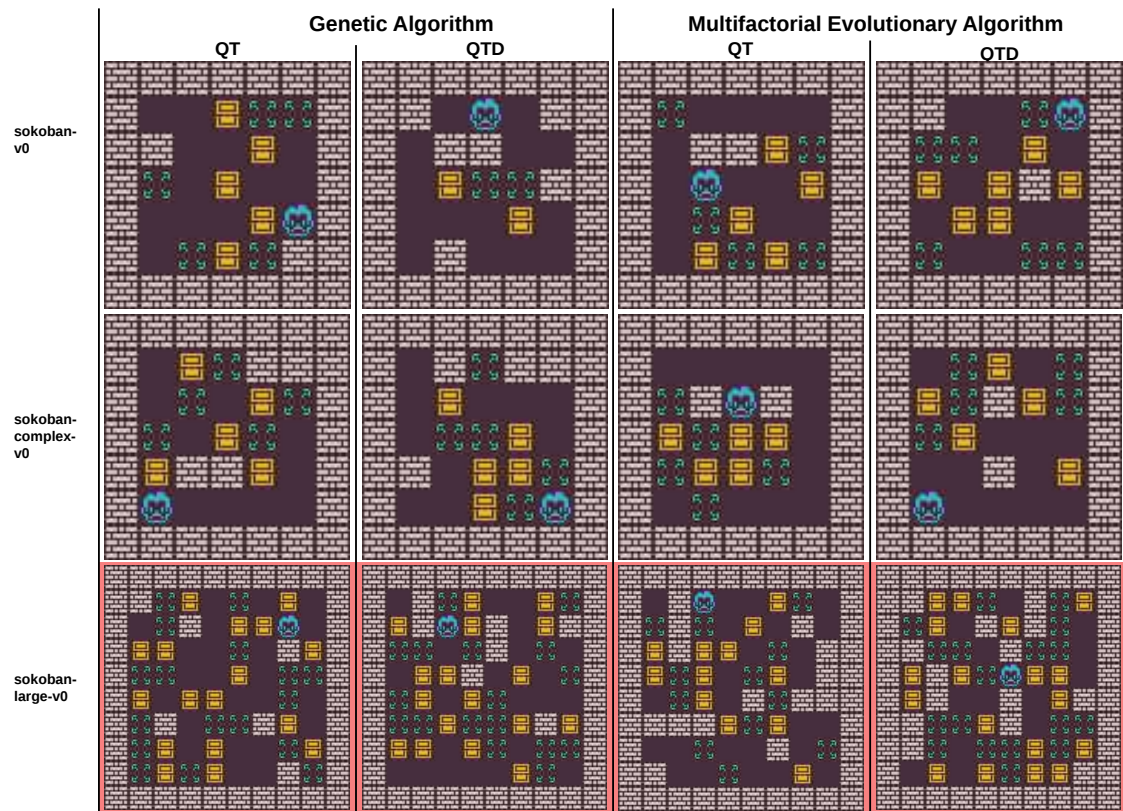 Genetic Algorithm
Multifactorial Evolutionary Algorithm
QT
QTD
QT
QTD
sokoban-
v0
sokoban-
complex-
v0
sokoban-
large-v0